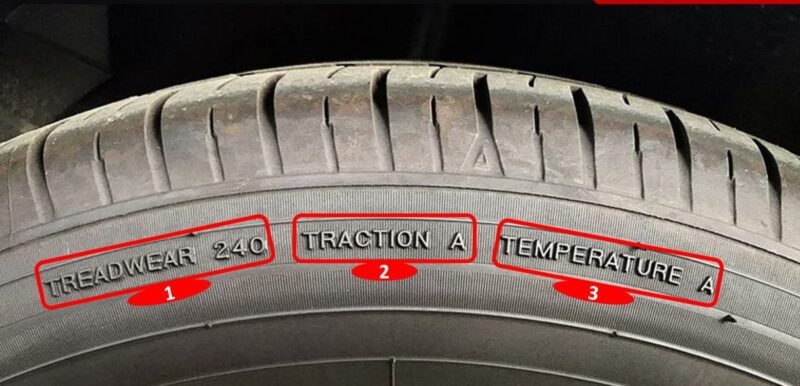 TREADWEAR 240
TRACTION A
TEMPERATURE A
1
2
3